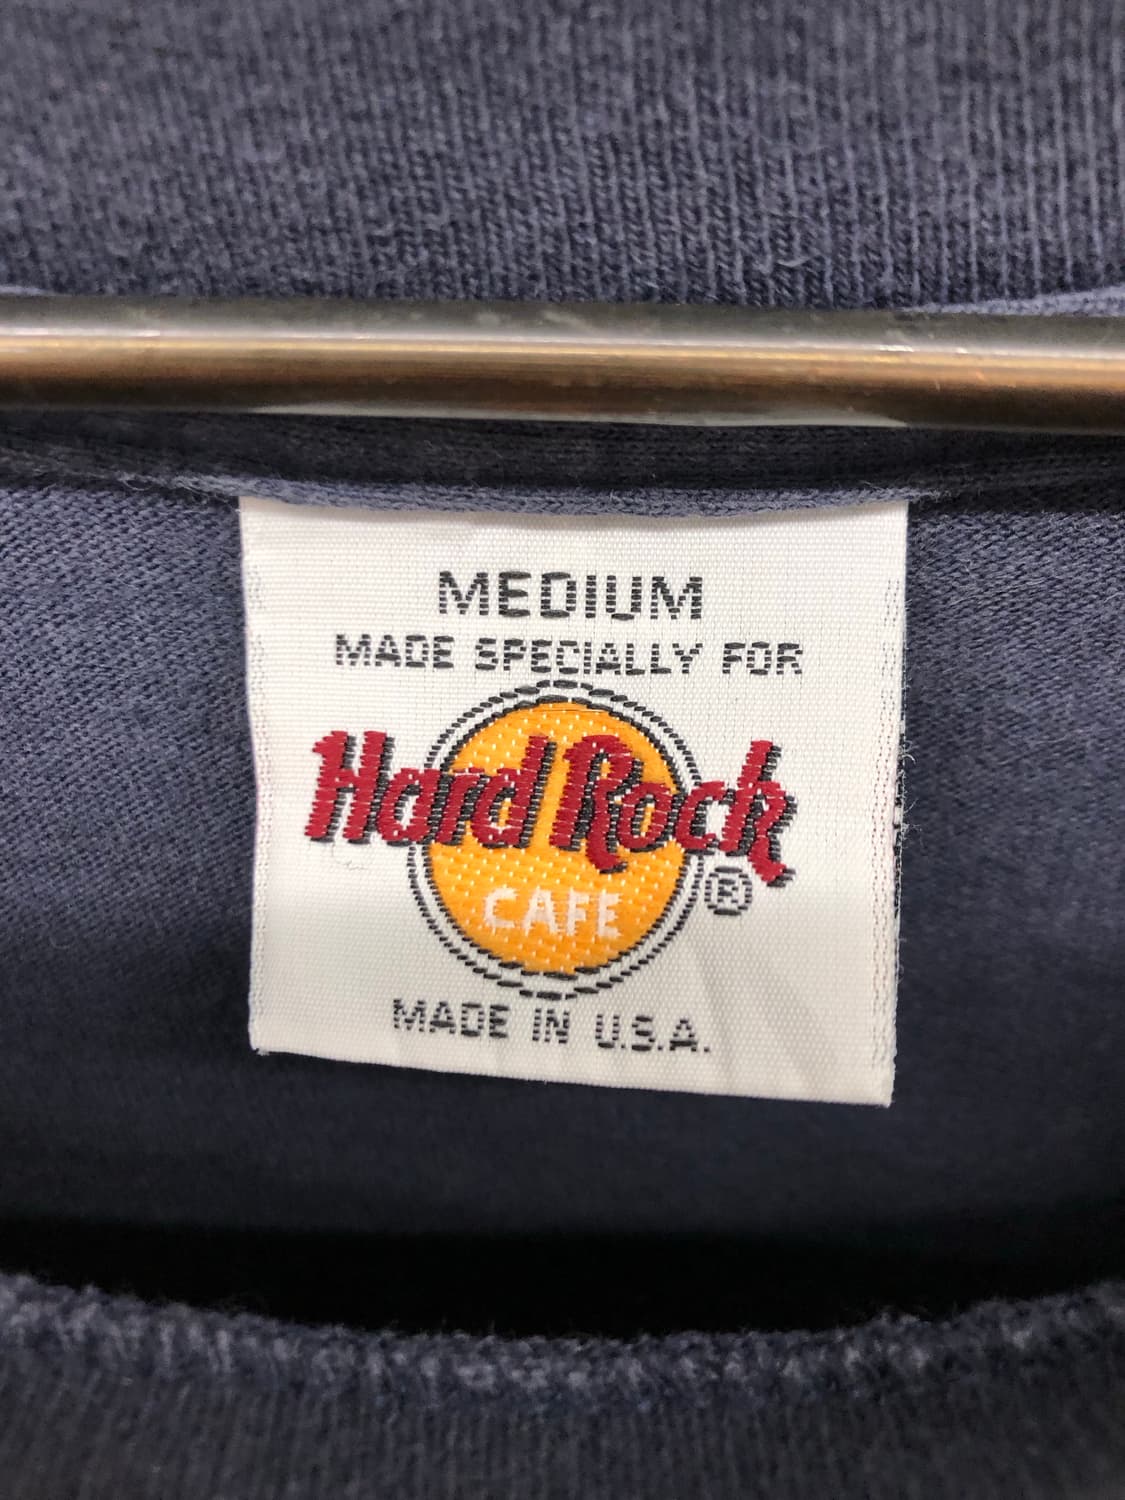 MEDIUM
MADE SPECIALLY FOR
Hard Rock
CAFE ®
MADE IN U.S.A.